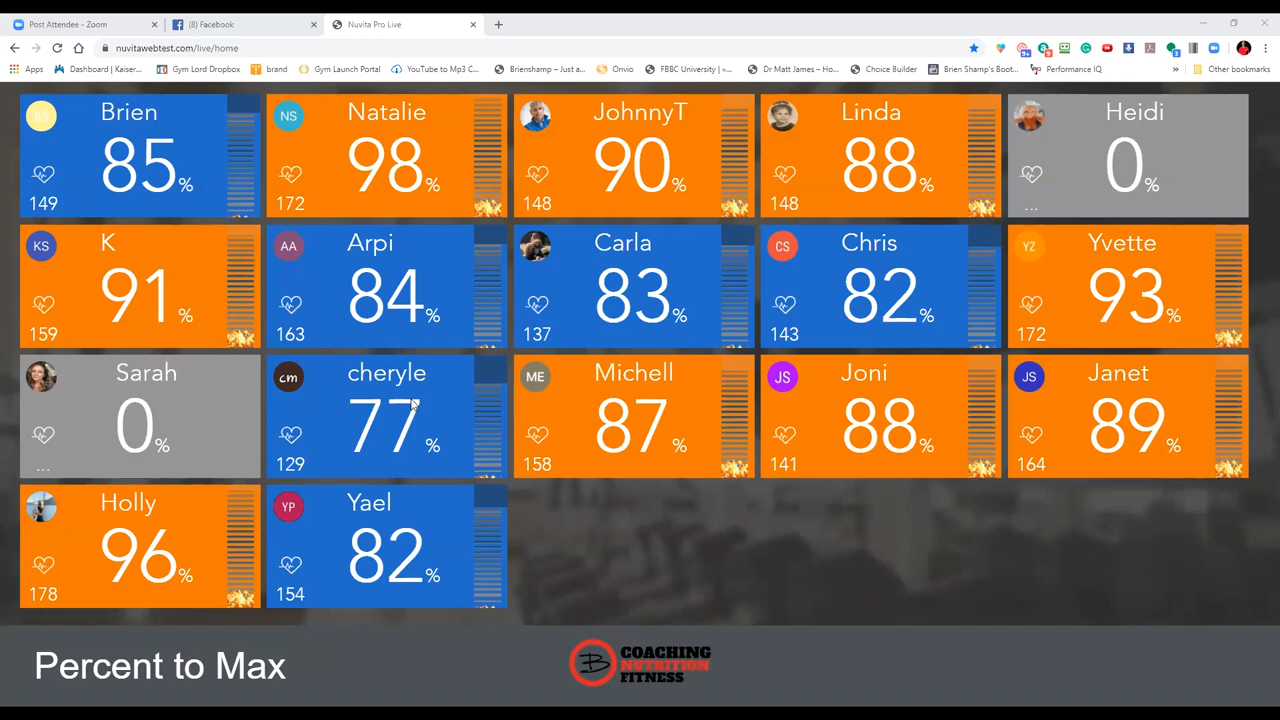 Post Attendee - Zoom
(8) Facebook
Nuvita Pro Live
nuvitawebtest.com/live/home
Apps
Dashboard | Kaiser...
Gym Lord Dropbox
brand
Gym Launch Portal
YouTube to Mp3 C...
Brienshamp – Just a...
Onvio
FBBC University | »...
Dr Matt James – Ho...
Choice Builder
Brien Shamp's Boot...
Performance IQ
»
Other bookmarks
Brien
85%
149
NS
Natalie
98%
172
JohnnyT
90%
148
Linda
88%
148
Heidi
0%
...
KS
K
91%
159
AA
Arpi
84%
163
Carla
83%
137
CS
Chris
82%
143
YZ
Yvette
93%
172
Sarah
0%
...
cm
cheryle
77%
129
ME
Michell
87%
158
JS
Joni
88%
141
JS
Janet
89%
164
Holly
96%
178
YP
Yael
82%
154
Percent to Max
B
COACHING
NUTRITION
FITNESS